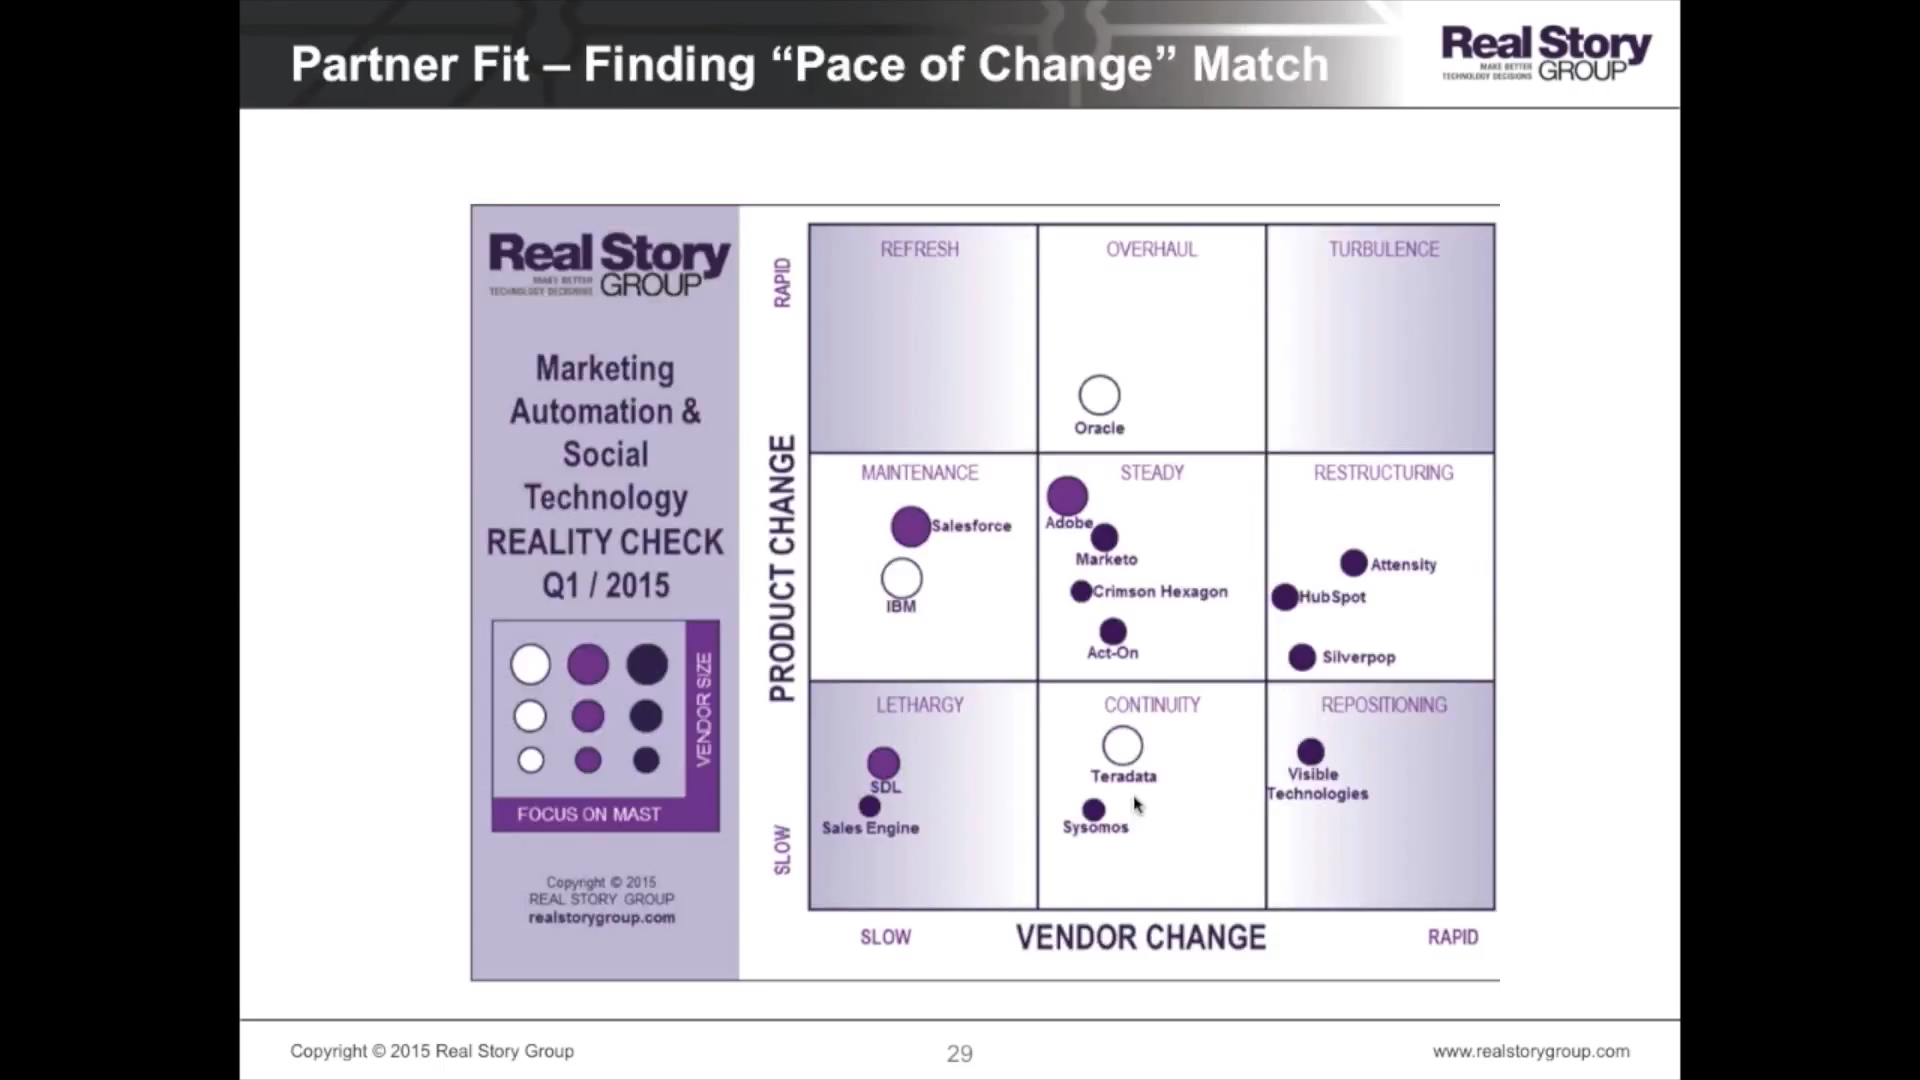 Partner Fit – Finding “Pace of Change” Match
Real Story
MAKE BETTER
TECHNOLOGY DECISIONS
GROUP
Real Story
MAKE BETTER
TECHNOLOGY DECISIONS
GROUP
Marketing
Automation &
Social
Technology
REALITY CHECK
Q1 / 2015
VENDOR SIZE
FOCUS ON MAST
Copyright © 2015
REAL STORY GROUP
realstorygroup.com
RAPID
PRODUCT CHANGE
SLOW
REFRESH
OVERHAUL
TURBULENCE
Oracle
MAINTENANCE
STEADY
RESTRUCTURING
Salesforce
IBM
Adobe
Marketo
Crimson Hexagon
Act-On
Attensity
HubSpot
Silverpop
LETHARGY
CONTINUITY
REPOSITIONING
SDL
Sales Engine
Teradata
Sysomos
Visible
Technologies
SLOW
VENDOR CHANGE
RAPID
Copyright © 2015 Real Story Group
29
www.realstorygroup.com